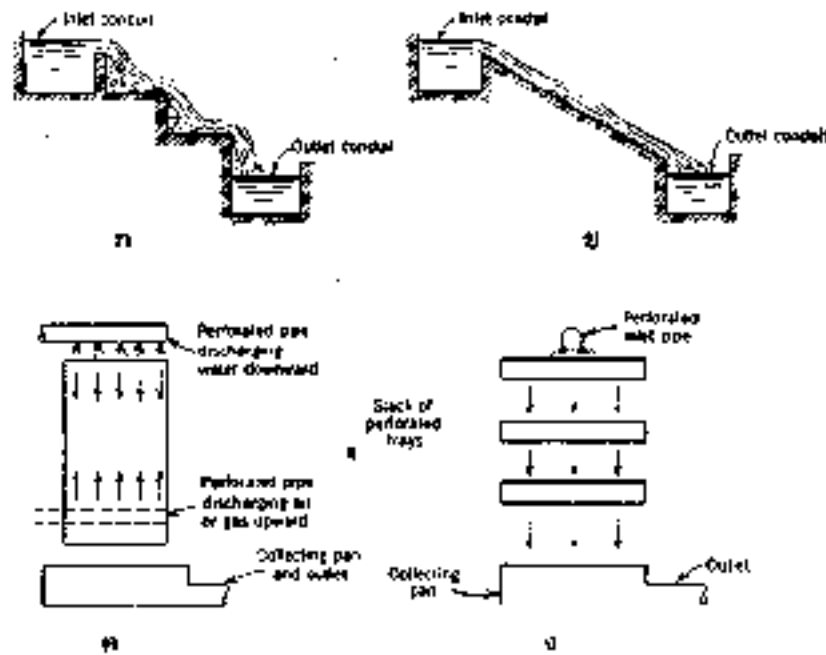 Inlet conduit
Outlet conduit
Inlet conduit
Outlet conduit
Perforated pipe
discharging
water downward
Perforated pipe
discharging air
or gas upward
Collecting pan
and outlet
Perforated
inlet pipe
Stack of
perforated
trays
Collecting
pan
Outlet